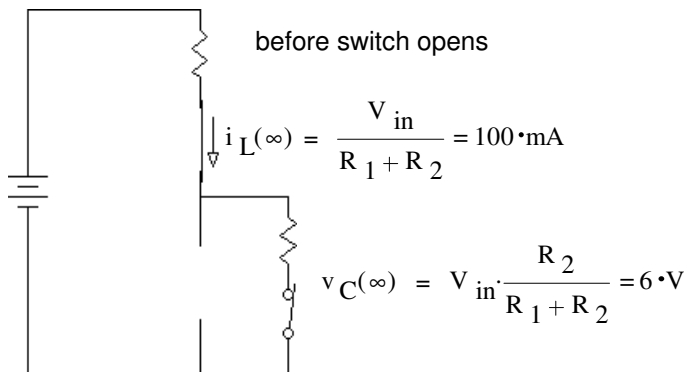 before switch opens
i L(∞) = V in / (R 1 + R 2) = 100•mA
v C(∞) = V in· R 2 / (R 1 + R 2) = 6•V